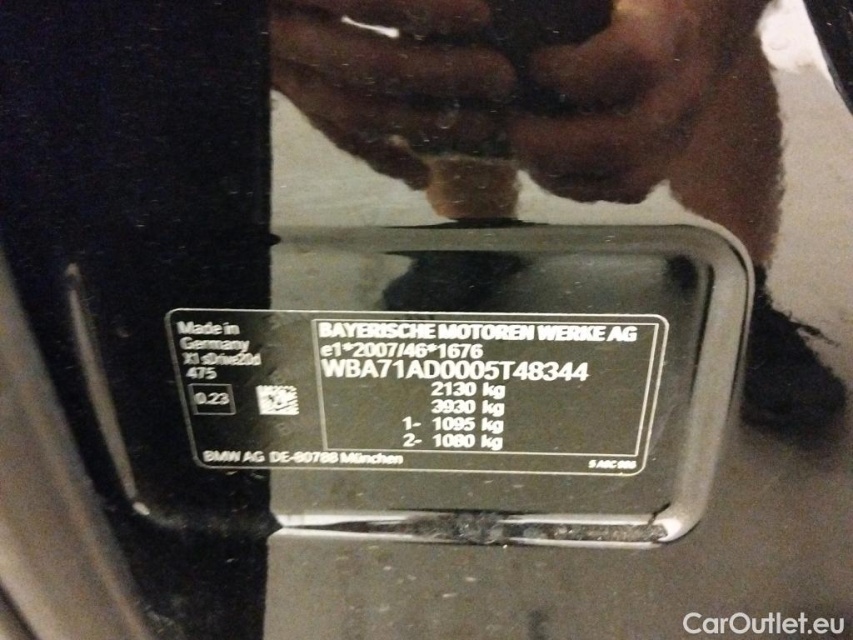 Made in
Germany
X1 sDrive20d
475
0.23
BMW AG DE-80788 München
BAYERISCHE MOTOREN WERKE AG
e1*2007/46*1676
WBA71AD0005T48344
2130 kg
3930 kg
1- 1095 kg
2- 1080 kg
CarOutlet.eu